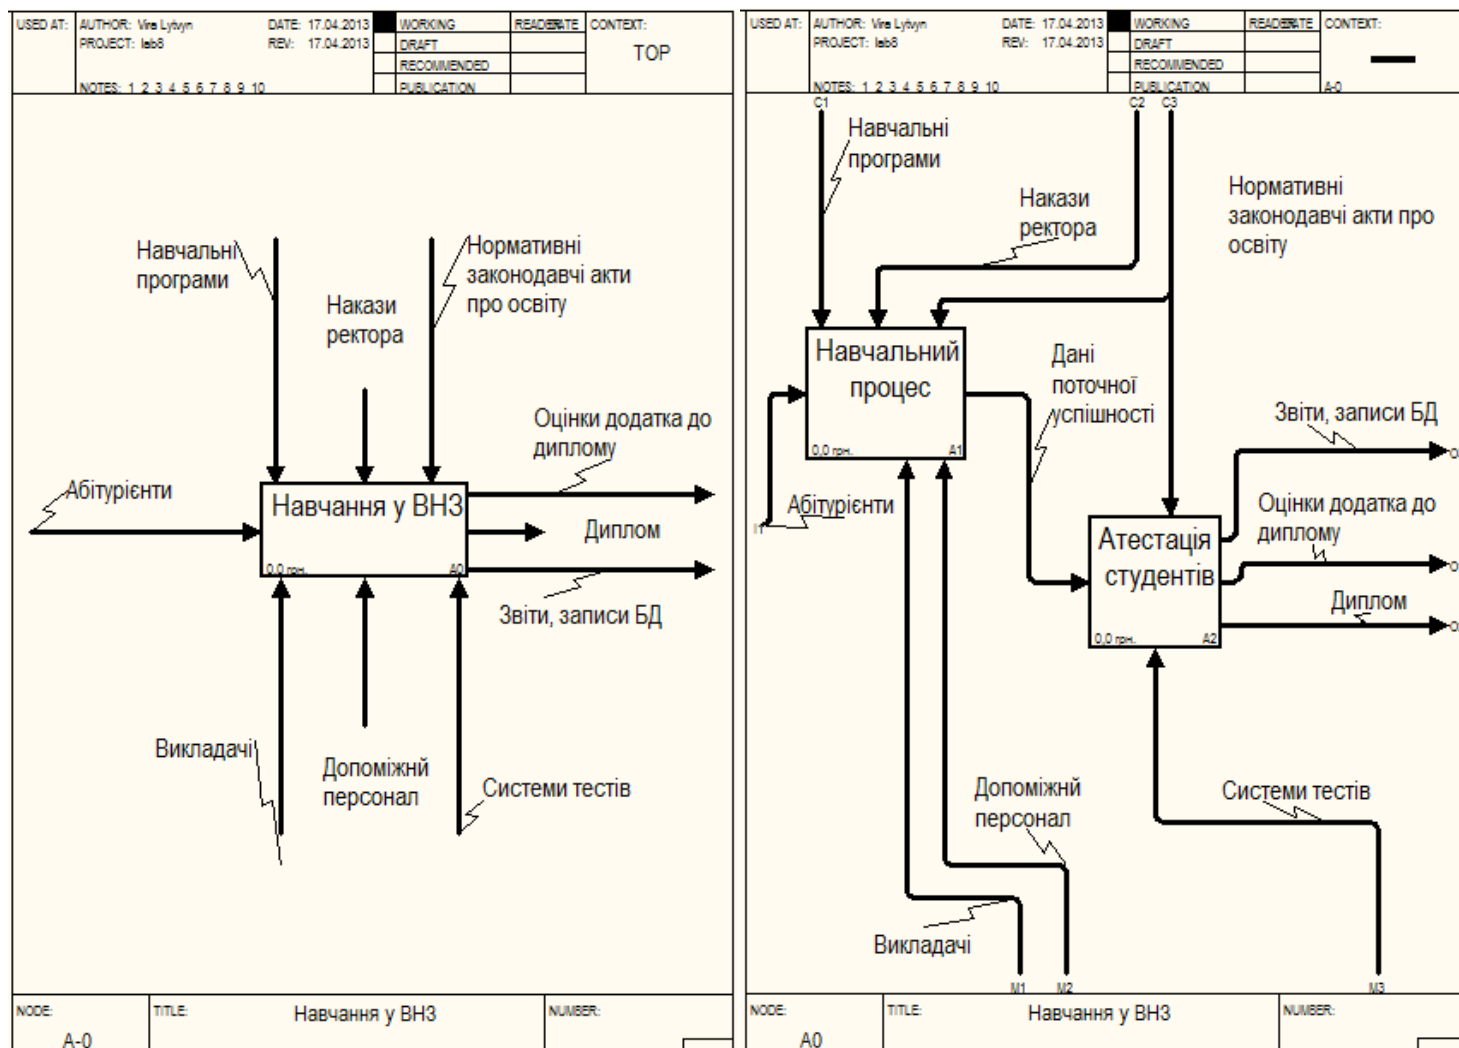 USED AT:
AUTHOR: Vira Lytvyn
DATE: 17.04.2013
PROJECT: lab8
REV: 17.04.2013
NOTES: 1 2 3 4 5 6 7 8 9 10
WORKING
DRAFT
RECOMMENDED
PUBLICATION
READER
DATE
CONTEXT:
TOP
Навчальні
програми
Накази
ректора
Нормативні
законодавчі акти
про освіту
Абітурієнти
Навчання у ВНЗ
0,0 грн.
A0
Оцінки додатка до
диплому
Диплом
Звіти, записи БД
Викладачі
Допоміжнй
персонал
Системи тестів
NODE:
A-0
TITLE:
Навчання у ВНЗ
NUMBER:
USED AT:
AUTHOR: Vira Lytvyn
DATE: 17.04.2013
PROJECT: lab8
REV: 17.04.2013
NOTES: 1 2 3 4 5 6 7 8 9 10
WORKING
DRAFT
RECOMMENDED
PUBLICATION
READER
DATE
CONTEXT:
A-0
C1
C2
C3
Навчальні
програми
Накази
ректора
Нормативні
законодавчі акти про
освіту
Навчальний
процес
0,0 грн.
A1
Дані
поточної
успішності
I1
Абітурієнти
Атестація
студентів
0,0 грн.
A2
Звіти, записи БД
Оцінки додатка до
диплому
Диплом
Допоміжнй
персонал
Викладачі
Системи тестів
M1
M2
M3
NODE:
A0
TITLE:
Навчання у ВНЗ
NUMBER: